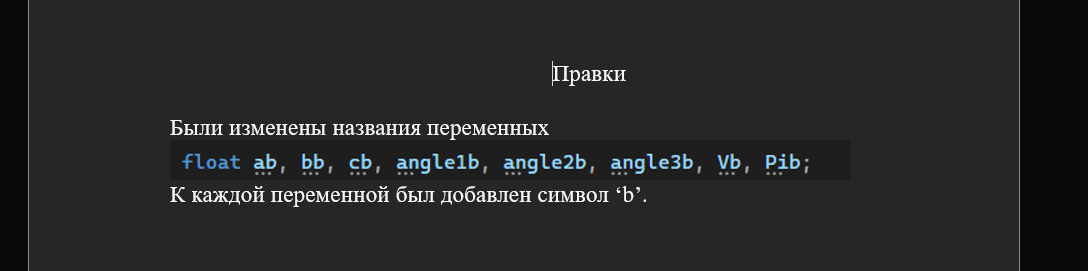 Правки
Были изменены названия переменных
float ab, bb, cb, angle1b, angle2b, angle3b, Vb, Pib;
К каждой переменной был добавлен символ ‘b’.